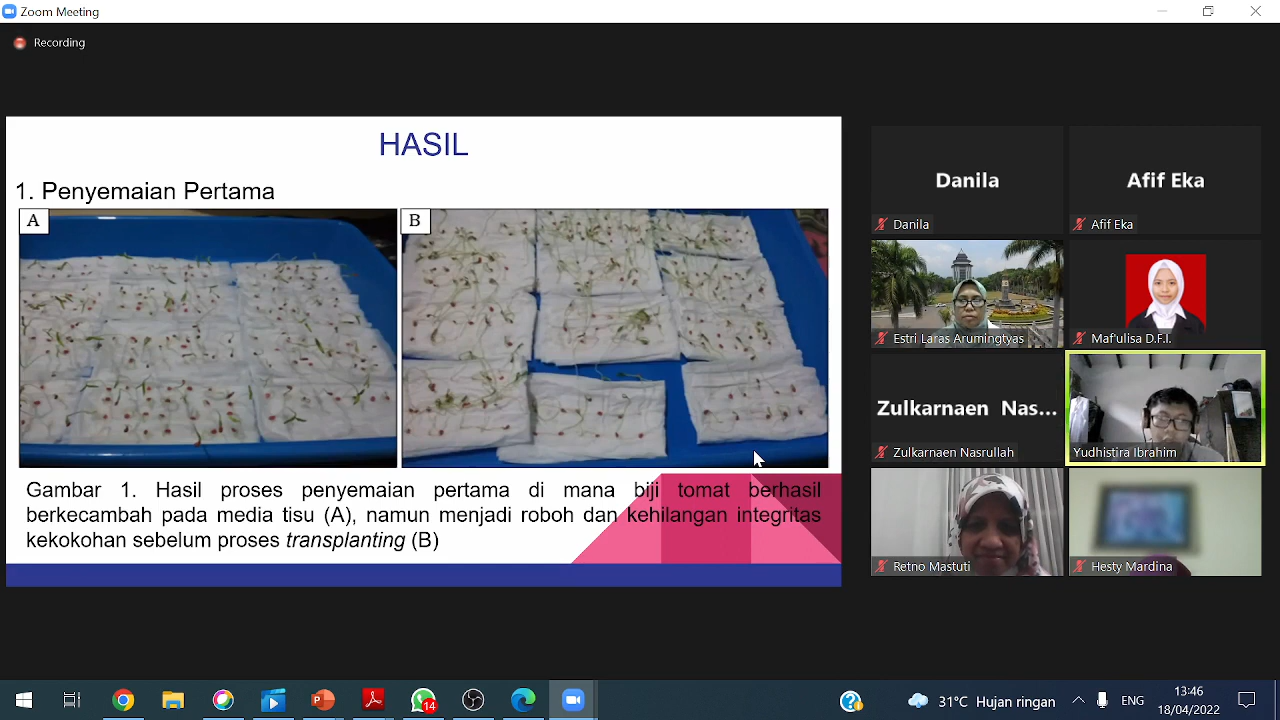 Zoom Meeting
Recording
HASIL
1. Penyemaian Pertama
A
B
Gambar 1. Hasil proses penyemaian pertama di mana biji tomat berhasil
berkecambah pada media tisu (A), namun menjadi roboh dan kehilangan integritas
kekokohan sebelum proses transplanting (B)
Danila
Danila
Afif Eka
Afif Eka
Estri Laras Arumingtyas
Maf'ulisa D.F.I.
Zulkarnaen Nas...
Zulkarnaen Nasrullah
Yudhistira Ibrahim
Retno Mastuti
Hesty Mardina
14
31°C Hujan ringan
ENG
13:46
18/04/2022